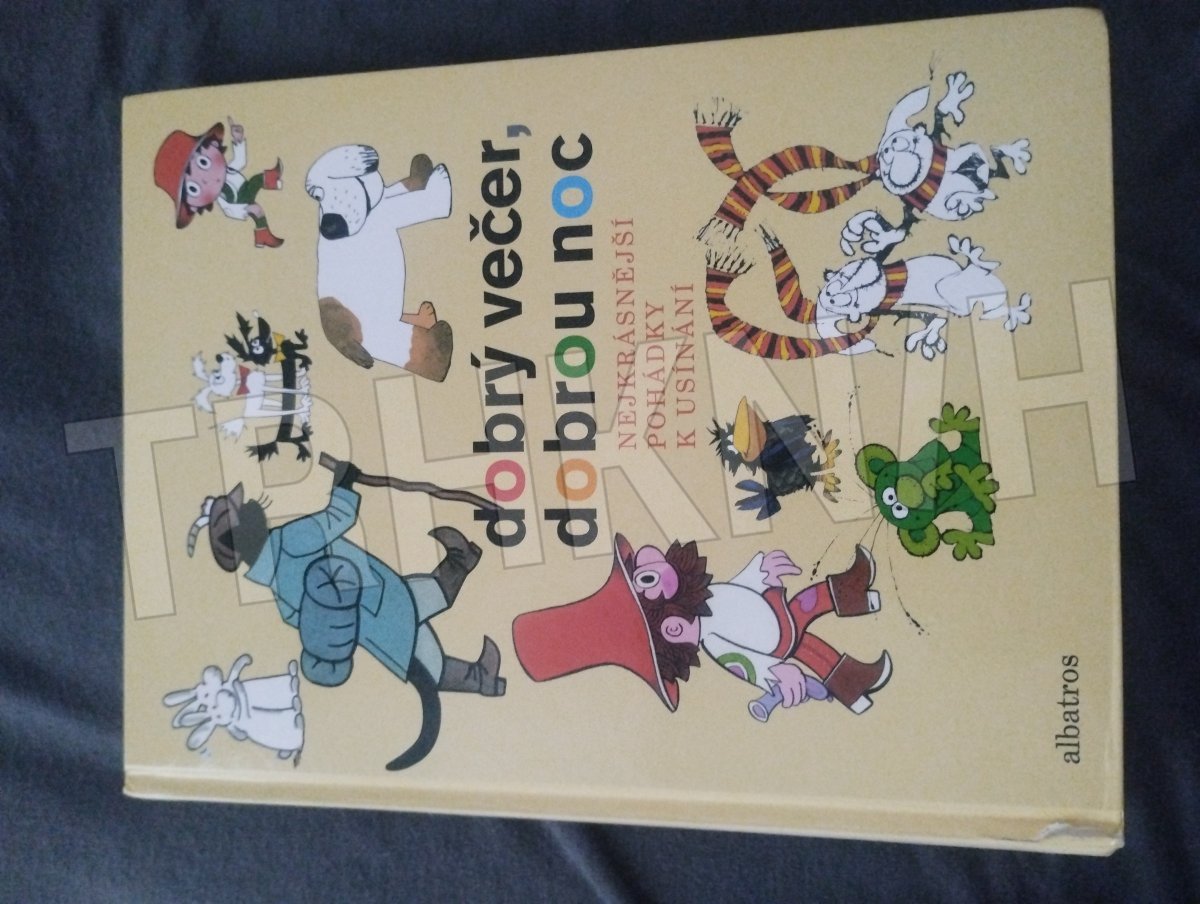 dobrý večer,
dobrou noc
NEJKRÁSNĚJŠÍ
POHÁDKY
K USÍNÁNÍ
albatros
TRHKNIH